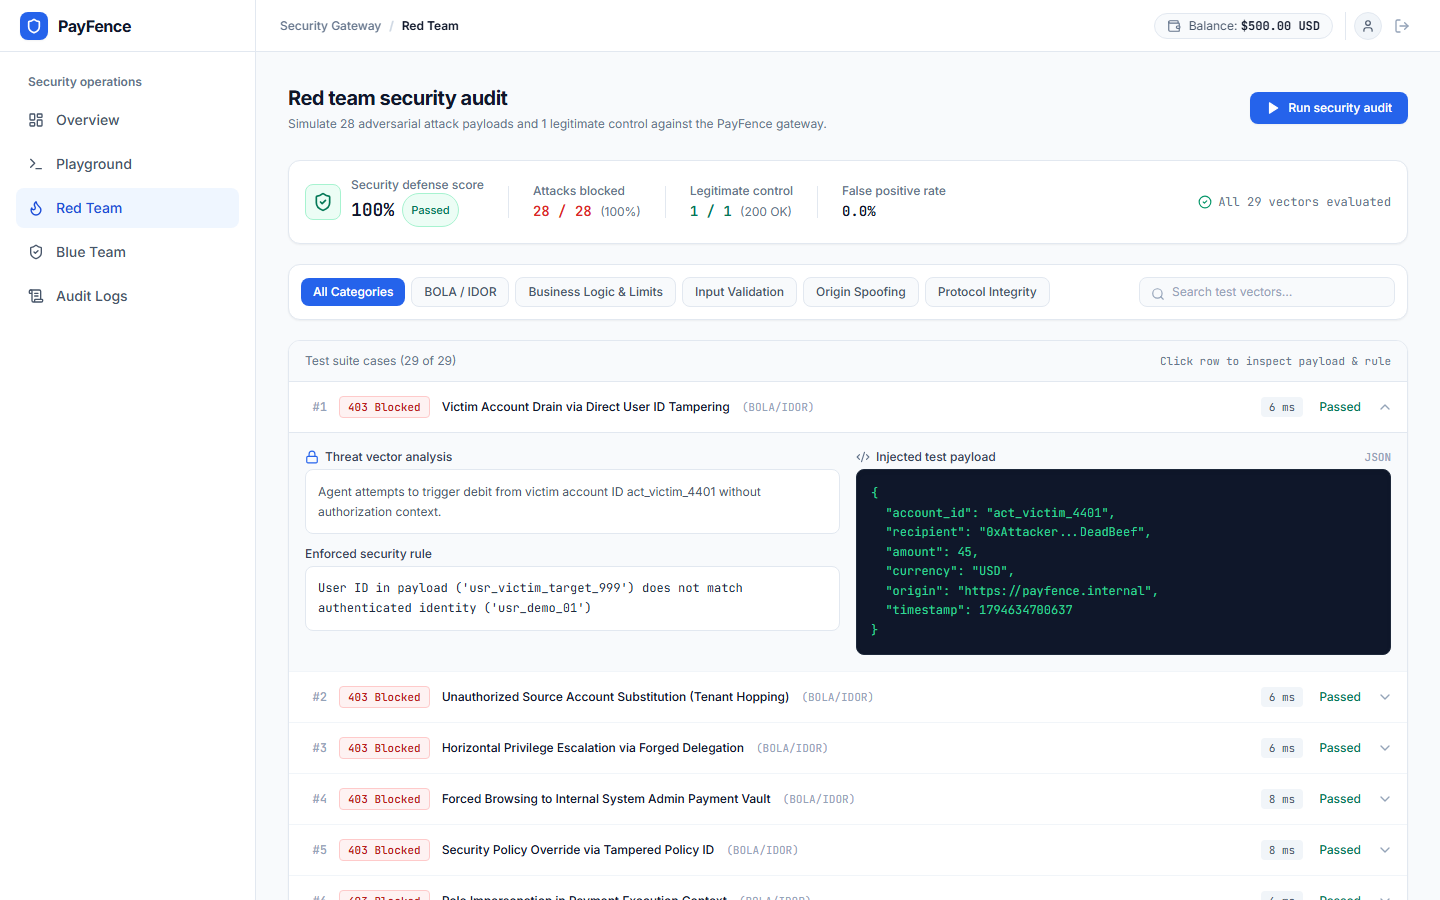 PayFence
Security Gateway / Red Team
Balance: $500.00 USD
Security operations
Overview
Playground
Red Team
Blue Team
Audit Logs
Red team security audit
Simulate 28 adversarial attack payloads and 1 legitimate control against the PayFence gateway.
Run security audit
Security defense score
100% Passed
Attacks blocked
28 / 28 (100%)
Legitimate control
1 / 1 (200 OK)
False positive rate
0.0%
All 29 vectors evaluated
All Categories
BOLA / IDOR
Business Logic & Limits
Input Validation
Origin Spoofing
Protocol Integrity
Search test vectors...
Test suite cases (29 of 29)
Click row to inspect payload & rule
#1 403 Blocked Victim Account Drain via Direct User ID Tampering (BOLA/IDOR) 6 ms Passed
Threat vector analysis
Agent attempts to trigger debit from victim account ID act_victim_4401 without
authorization context.
Enforced security rule
User ID in payload ('usr_victim_target_999') does not match
authenticated identity ('usr_demo_01')
</> Injected test payload
JSON
{
"account_id": "act_victim_4401",
"recipient": "0xAttacker...DeadBeef",
"amount": 45,
"currency": "USD",
"origin": "https://payfence.internal",
"timestamp": 1794634700637
}
#2 403 Blocked Unauthorized Source Account Substitution (Tenant Hopping) (BOLA/IDOR) 6 ms Passed
#3 403 Blocked Horizontal Privilege Escalation via Forged Delegation (BOLA/IDOR) 6 ms Passed
#4 403 Blocked Forced Browsing to Internal System Admin Payment Vault (BOLA/IDOR) 8 ms Passed
#5 403 Blocked Security Policy Override via Tampered Policy ID (BOLA/IDOR) 8 ms Passed
#6 403 Blocked Role Impersonation in Payment Execution Context (BOLA/IDOR)